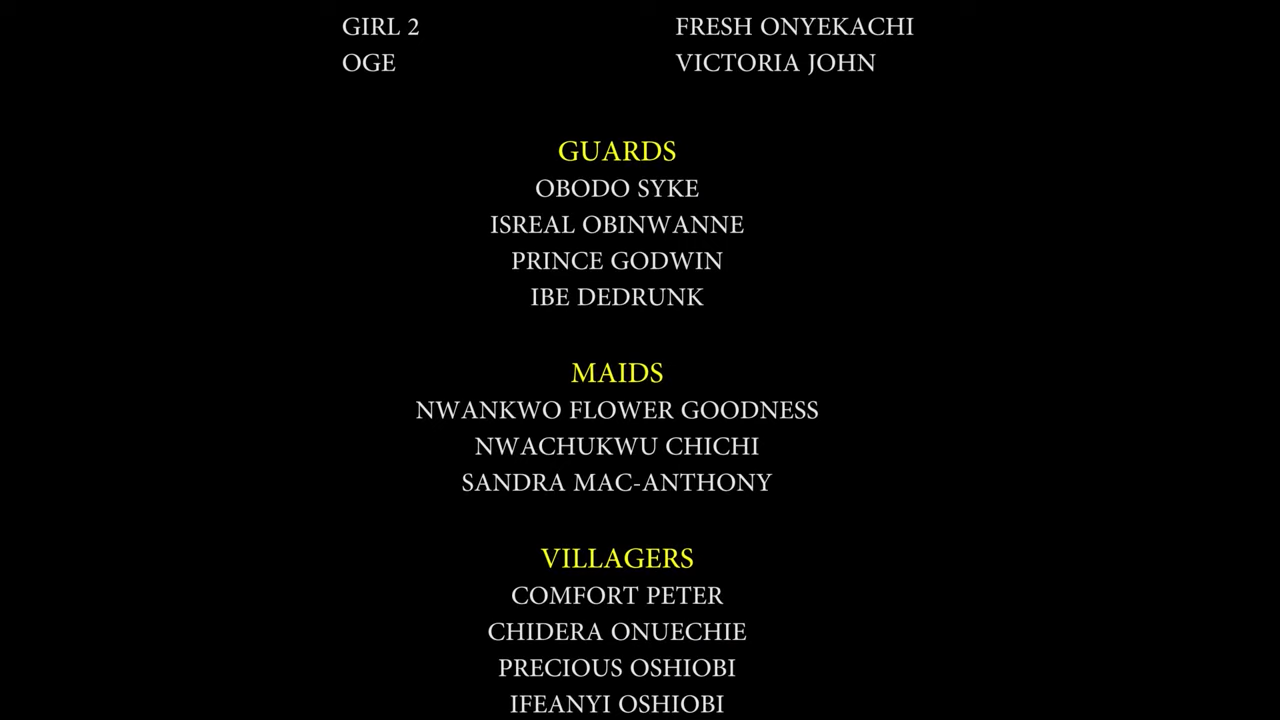 GIRL 2 FRESH ONYEKACHI
OGE VICTORIA JOHN
GUARDS
OBODO SYKE
ISREAL OBINWANNE
PRINCE GODWIN
IBE DEDRUNK
MAIDS
NWANKWO FLOWER GOODNESS
NWACHUKWU CHICHI
SANDRA MAC-ANTHONY
VILLAGERS
COMFORT PETER
CHIDERA ONUECHIE
PRECIOUS OSHIOBI
IFEANYI OSHIOBI